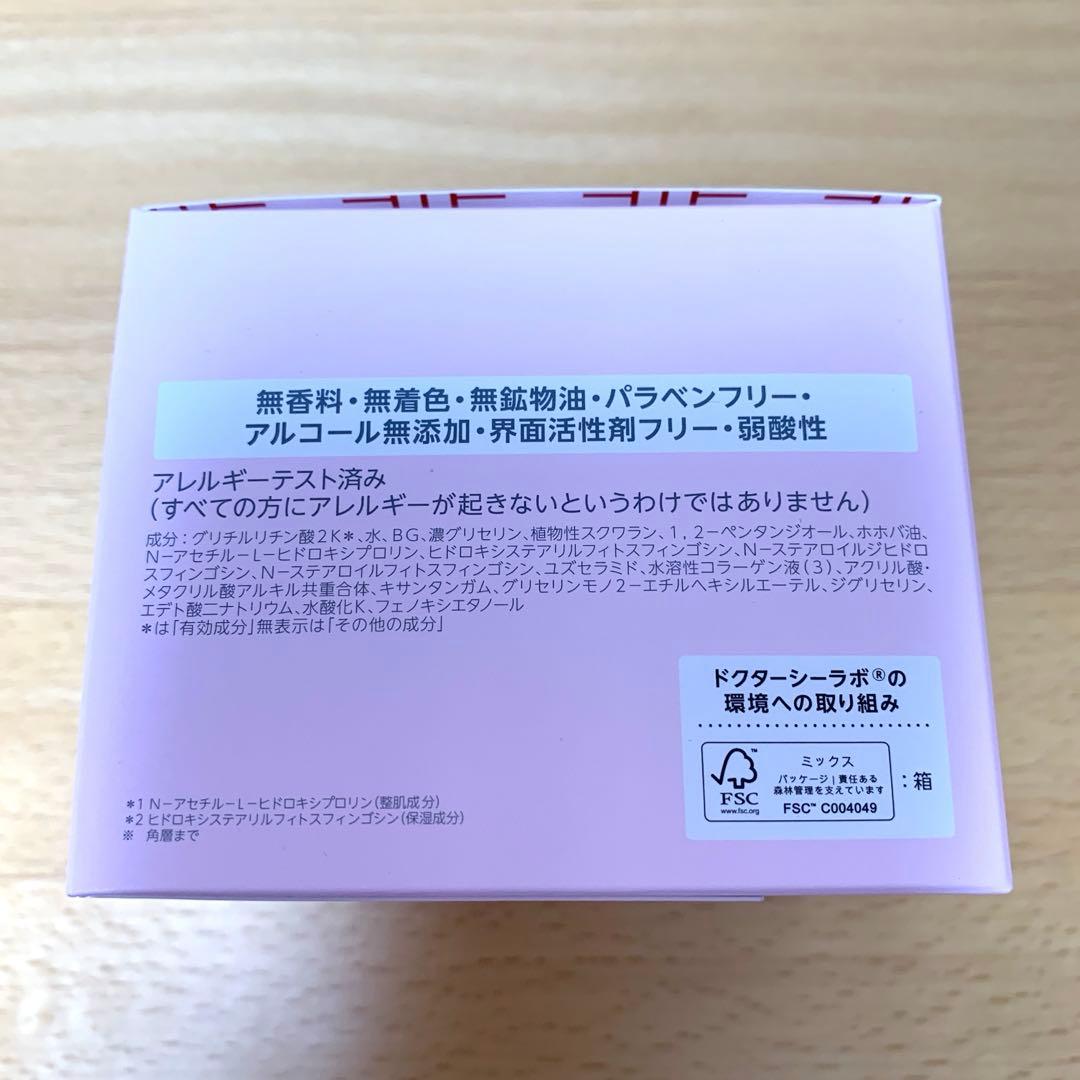 無香料・無着色・無鉱物油・パラベンフリー・
アルコール無添加・界面活性剤フリー・弱酸性
アレルギーテスト済み
(すべての方にアレルギーが起きないというわけではありません)
成分：グリチルリチン酸2K＊、水、BG、濃グリセリン、植物性スクワラン、1，2－ペンタンジオール、ホホバ油、
N－アセチル－L－ヒドロキシプロリン、ヒドロキシステアリルフィトスフィンゴシン、N－ステアロイルジヒドロ
スフィンゴシン、N－ステアロイルフィトスフィンゴシン、ユズセラミド、水溶性コラーゲン液(3)、アクリル酸・
メタクリル酸アルキル共重合体、キサンタンガム、グリセリンモノ2－エチルヘキシルエーテル、ジグリセリン、
エデト酸二ナトリウム、水酸化K、フェノキシエタノール
＊は「有効成分」無表示は「その他の成分」
ドクターシーラボ®の
環境への取り組み
FSC™
www.fsc.org
ミックス
パッケージ｜責任ある
森林管理を支えています
FSC™ C004049
：箱
＊1 N－アセチル－L－ヒドロキシプロリン(整肌成分)
＊2 ヒドロキシステアリルフィトスフィンゴシン(保湿成分)
※ 角層まで